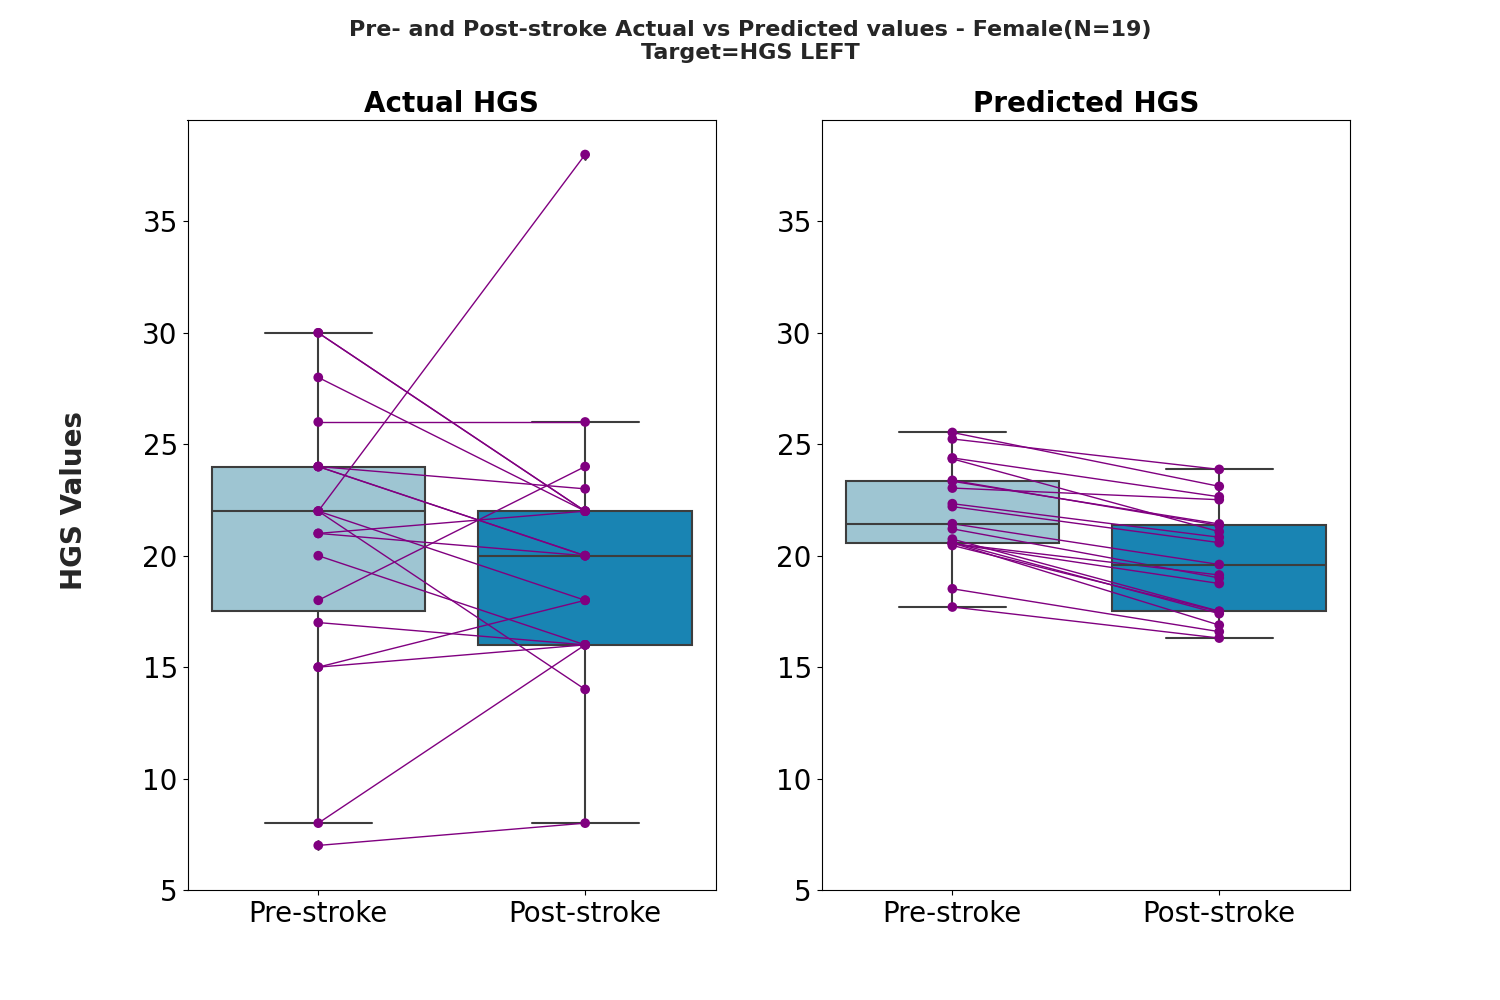 Pre- and Post-stroke Actual vs Predicted values - Female(N=19)
Target=HGS LEFT
Actual HGS
Predicted HGS
HGS Values
35
30
25
20
15
10
5
Pre-stroke
Post-stroke
35
30
25
20
15
10
5
Pre-stroke
Post-stroke